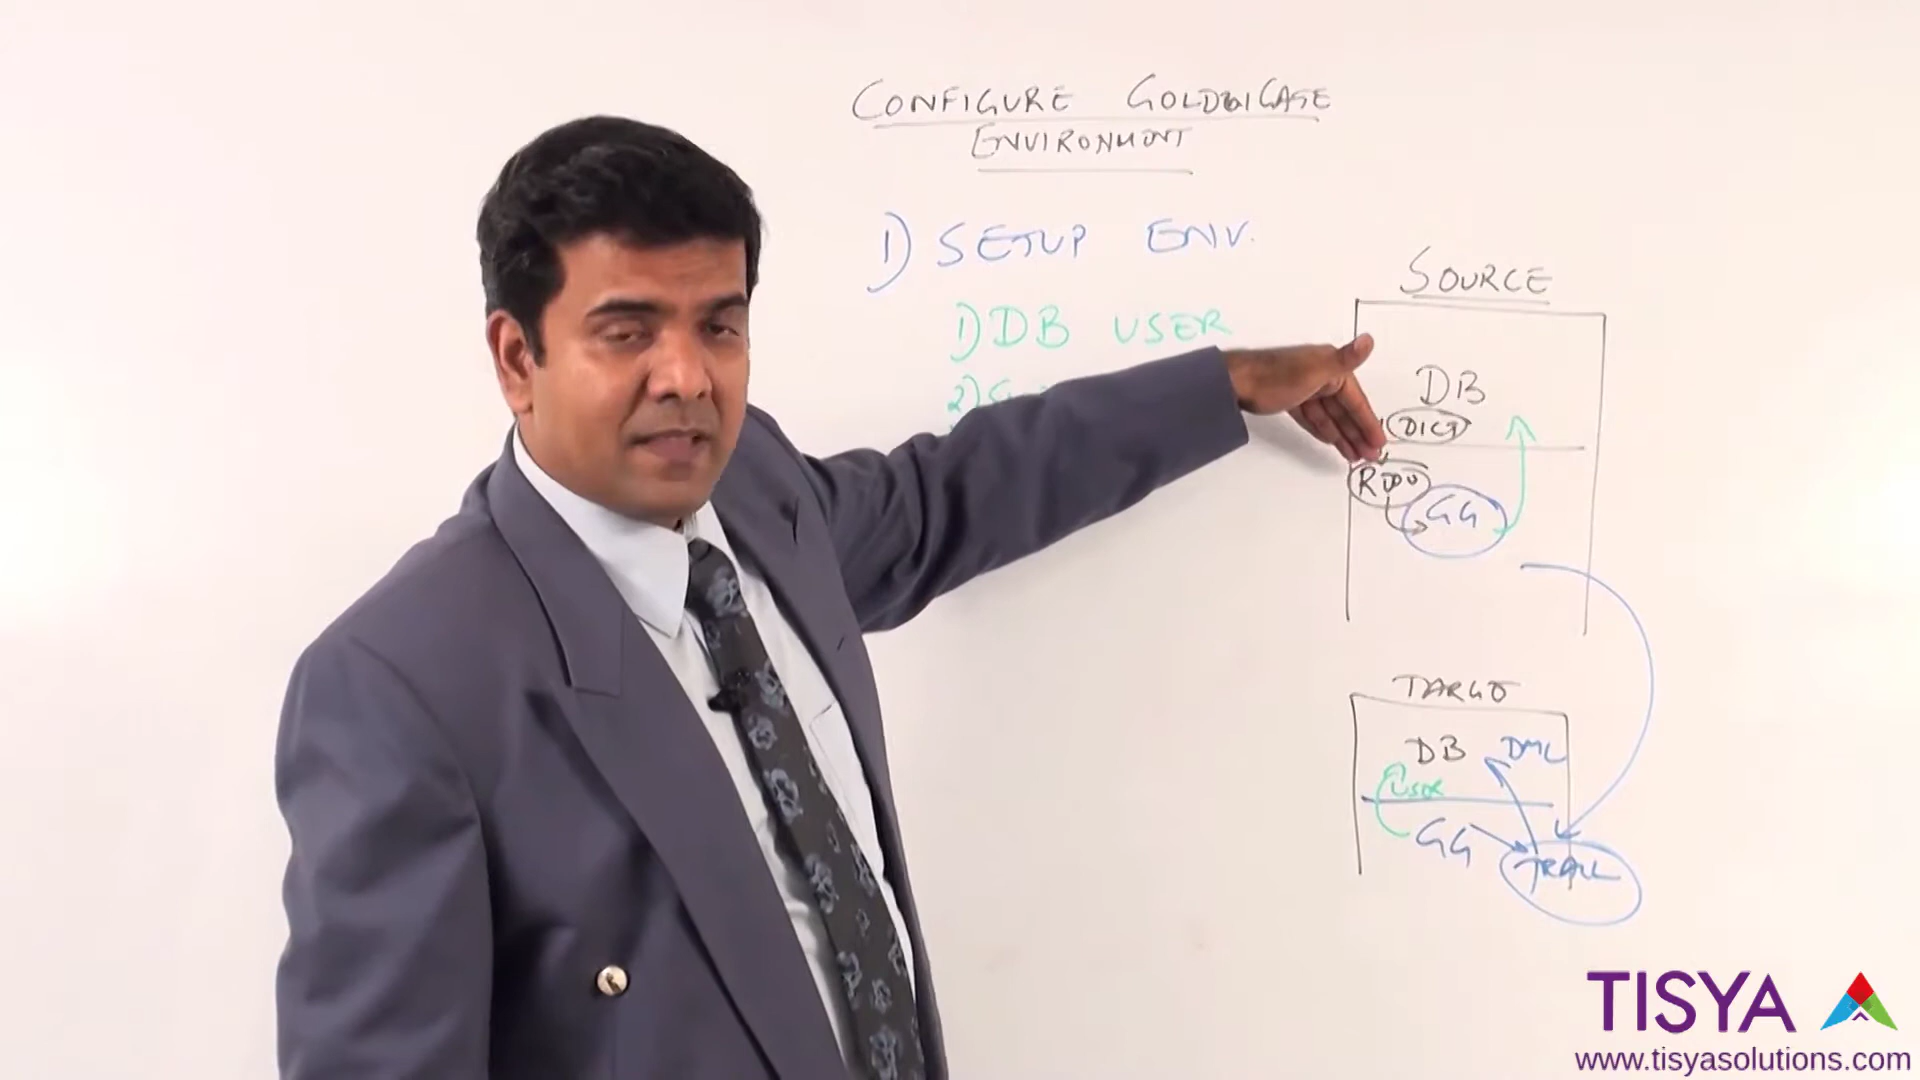 CONFIGURE GOLDENGATE
ENVIRONMENT
1) SETUP ENV.
1) DB USER
2) G
SOURCE
DB
DICT
REDO
GG
TARGET
DB DML
USER
GG
TRAIL
TISYA
www.tisyasolutions.com